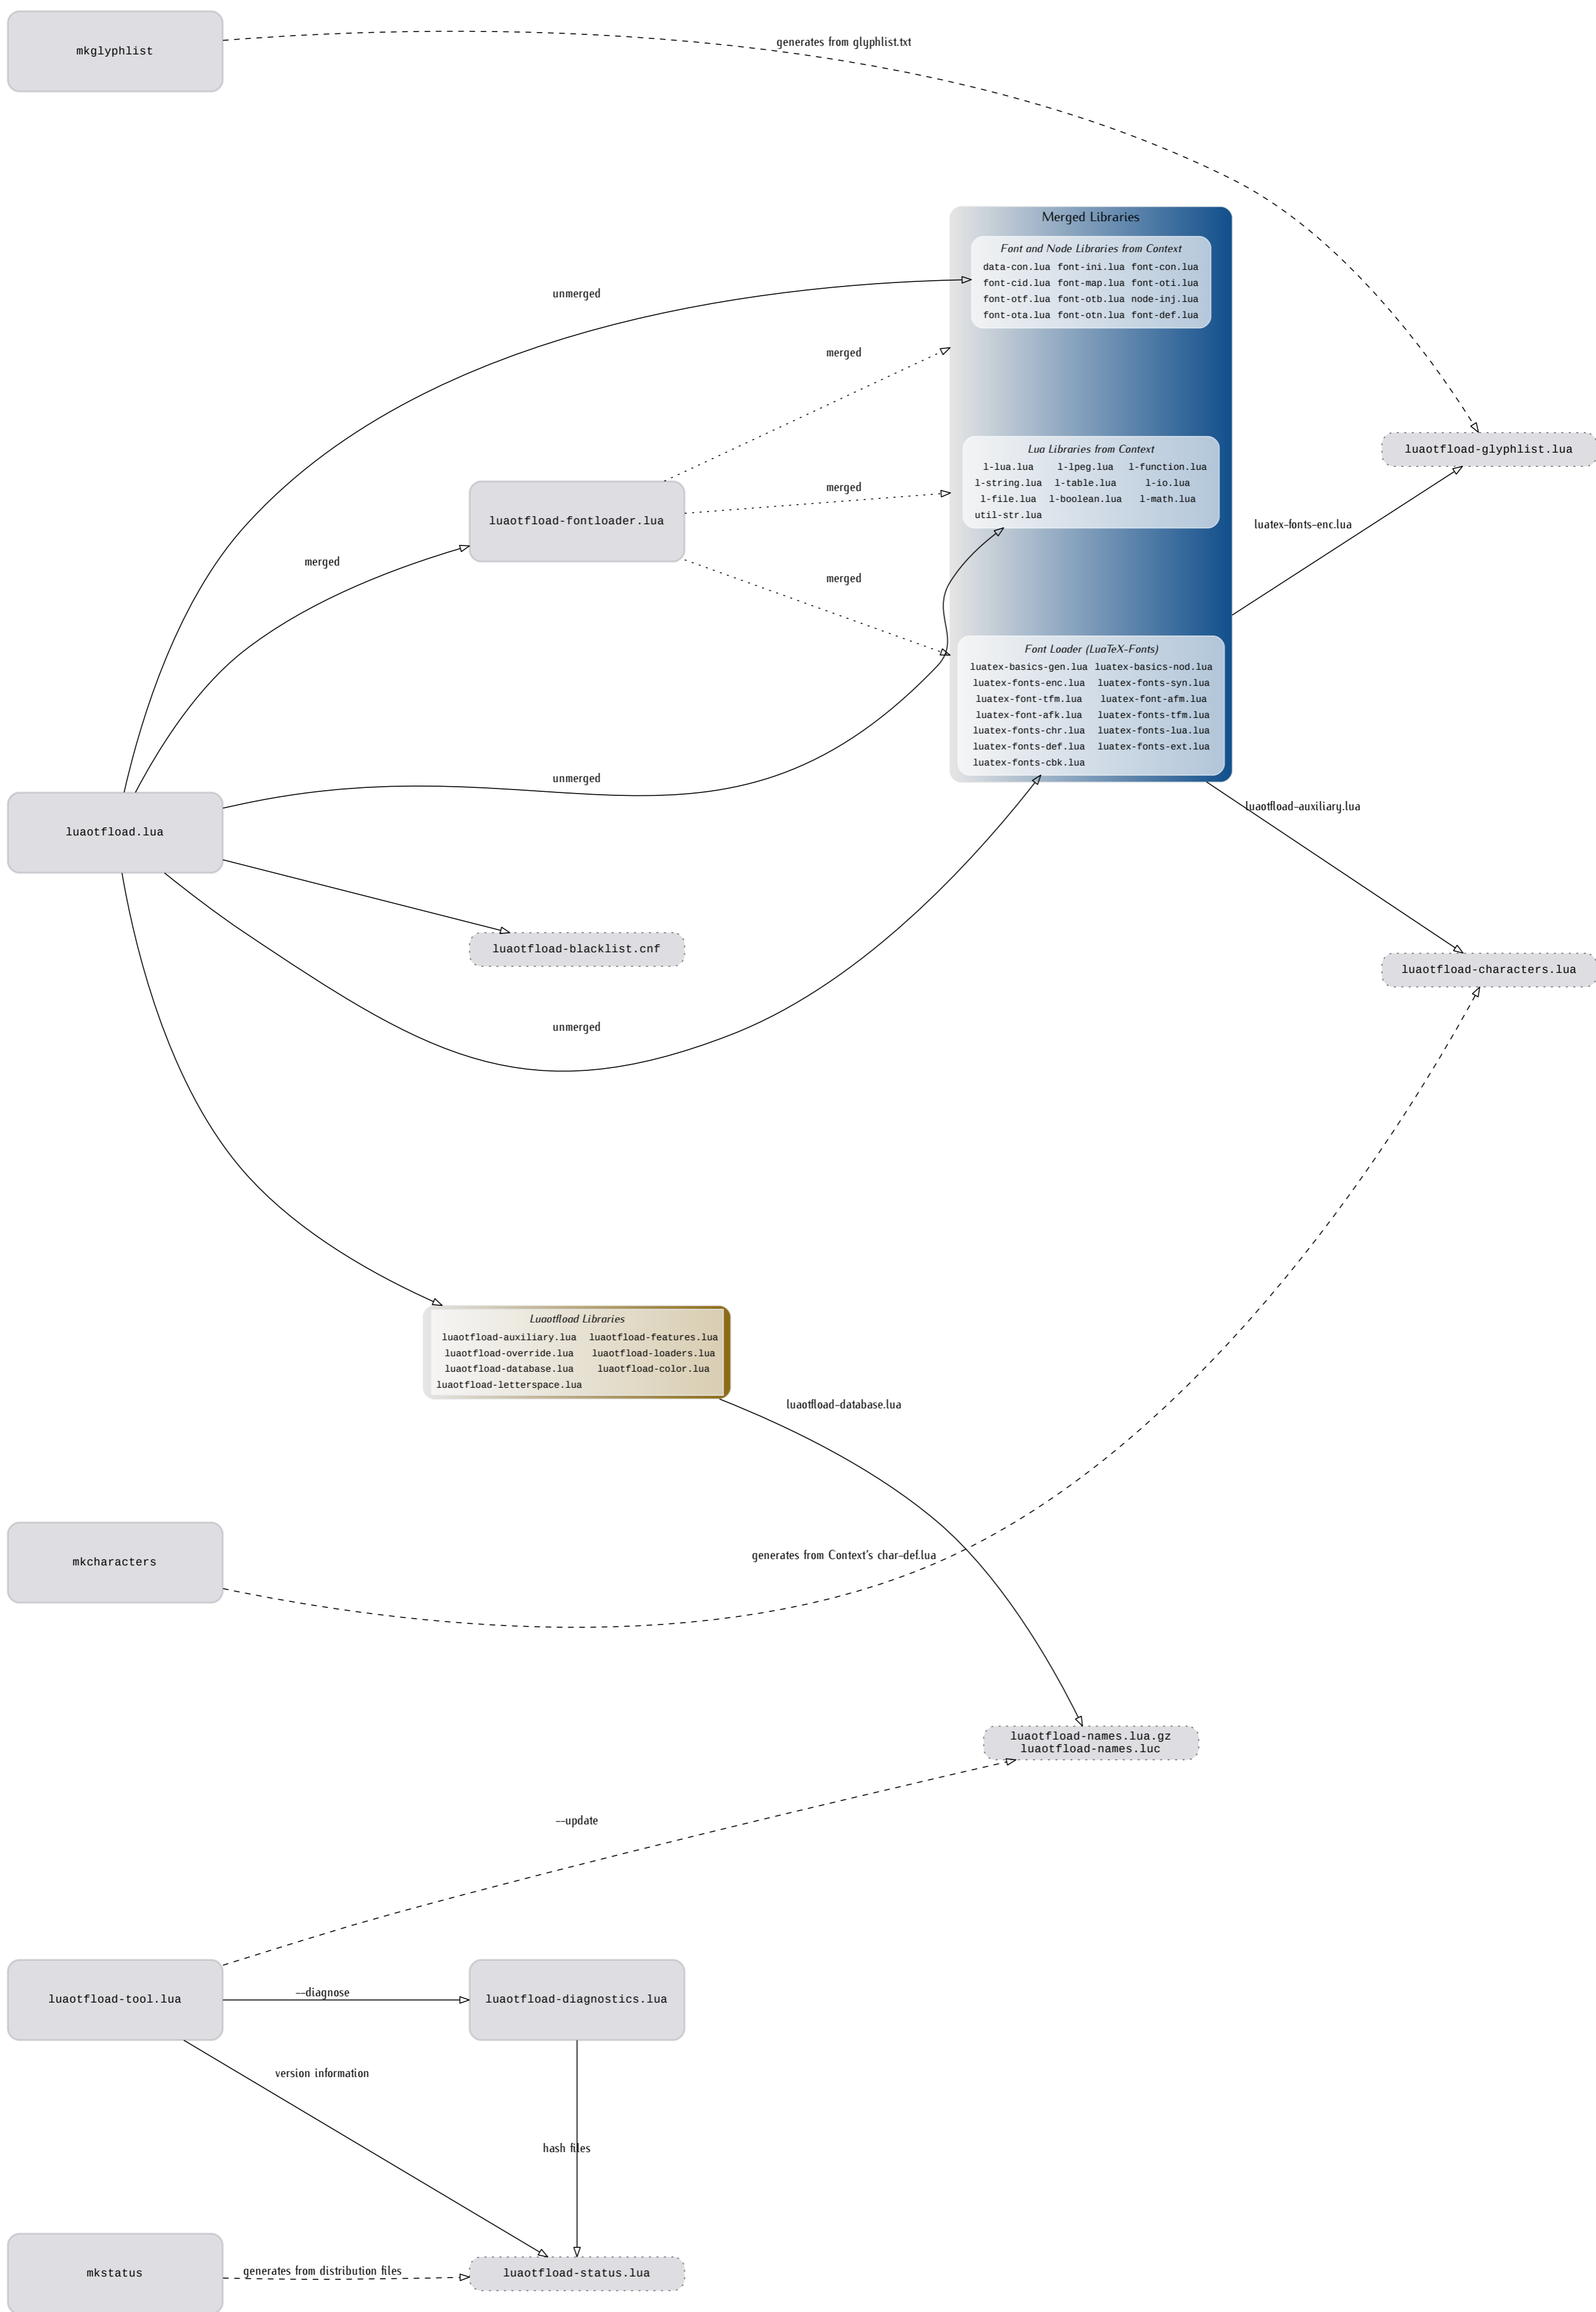 mkglyphlist
generates from glyphlist.txt
Merged Libraries
Font and Node Libraries from Context
data-con.lua font-ini.lua font-con.lua
font-cid.lua font-map.lua font-oti.lua
font-otf.lua font-otb.lua node-inj.lua
font-ota.lua font-otn.lua font-def.lua
unmerged
merged
Lua Libraries from Context
l-lua.lua l-lpeg.lua l-function.lua
l-string.lua l-table.lua l-io.lua
l-file.lua l-boolean.lua l-math.lua
util-str.lua
luaotfload-glyphlist.lua
merged
luaotfload-fontloader.lua
luatex-fonts-enc.lua
merged
merged
Font Loader (LuaTeX-Fonts)
luatex-basics-gen.lua luatex-basics-nod.lua
luatex-fonts-enc.lua luatex-fonts-syn.lua
luatex-font-tfm.lua luatex-font-afm.lua
luatex-font-afk.lua luatex-fonts-tfm.lua
luatex-fonts-chr.lua luatex-fonts-lua.lua
luatex-fonts-def.lua luatex-fonts-ext.lua
luatex-fonts-cbk.lua
unmerged
luaotfload-auxiliary.lua
luaotfload.lua
luaotfload-blacklist.cnf
luaotfload-characters.lua
unmerged
Luaotfload Libraries
luaotfload-auxiliary.lua luaotfload-features.lua
luaotfload-override.lua luaotfload-loaders.lua
luaotfload-database.lua luaotfload-color.lua
luaotfload-letterspace.lua
luaotfload-database.lua
generates from Context's char-def.lua
mkcharacters
luaotfload-names.lua.gz
luaotfload-names.luc
--update
luaotfload-tool.lua
--diagnose
luaotfload-diagnostics.lua
version information
hash files
mkstatus
generates from distribution files
luaotfload-status.lua